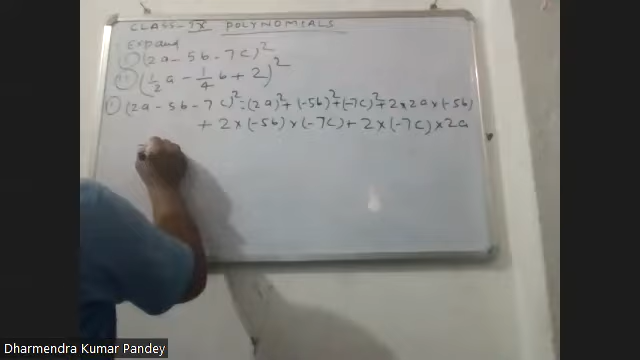 CLASS-IX POLYNOMIALS
Expand
(i) (2a - 5b - 7c)²
(ii) (1/2 a - 1/4 b + 2)²
(i) (2a - 5b - 7c)² = (2a)² + (-5b)² + (-7c)² + 2×2a×(-5b)
+ 2×(-5b)×(-7c) + 2×(-7c)×2a
Dharmendra Kumar Pandey